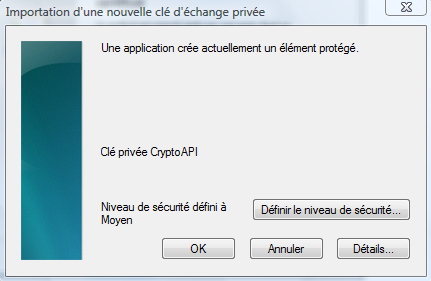 Importation d'une nouvelle clé d'échange privée
Une application crée actuellement un élément protégé.
Clé privée CryptoAPI
Niveau de sécurité défini à
Moyen
Définir le niveau de sécurité...
OK
Annuler
Détails...